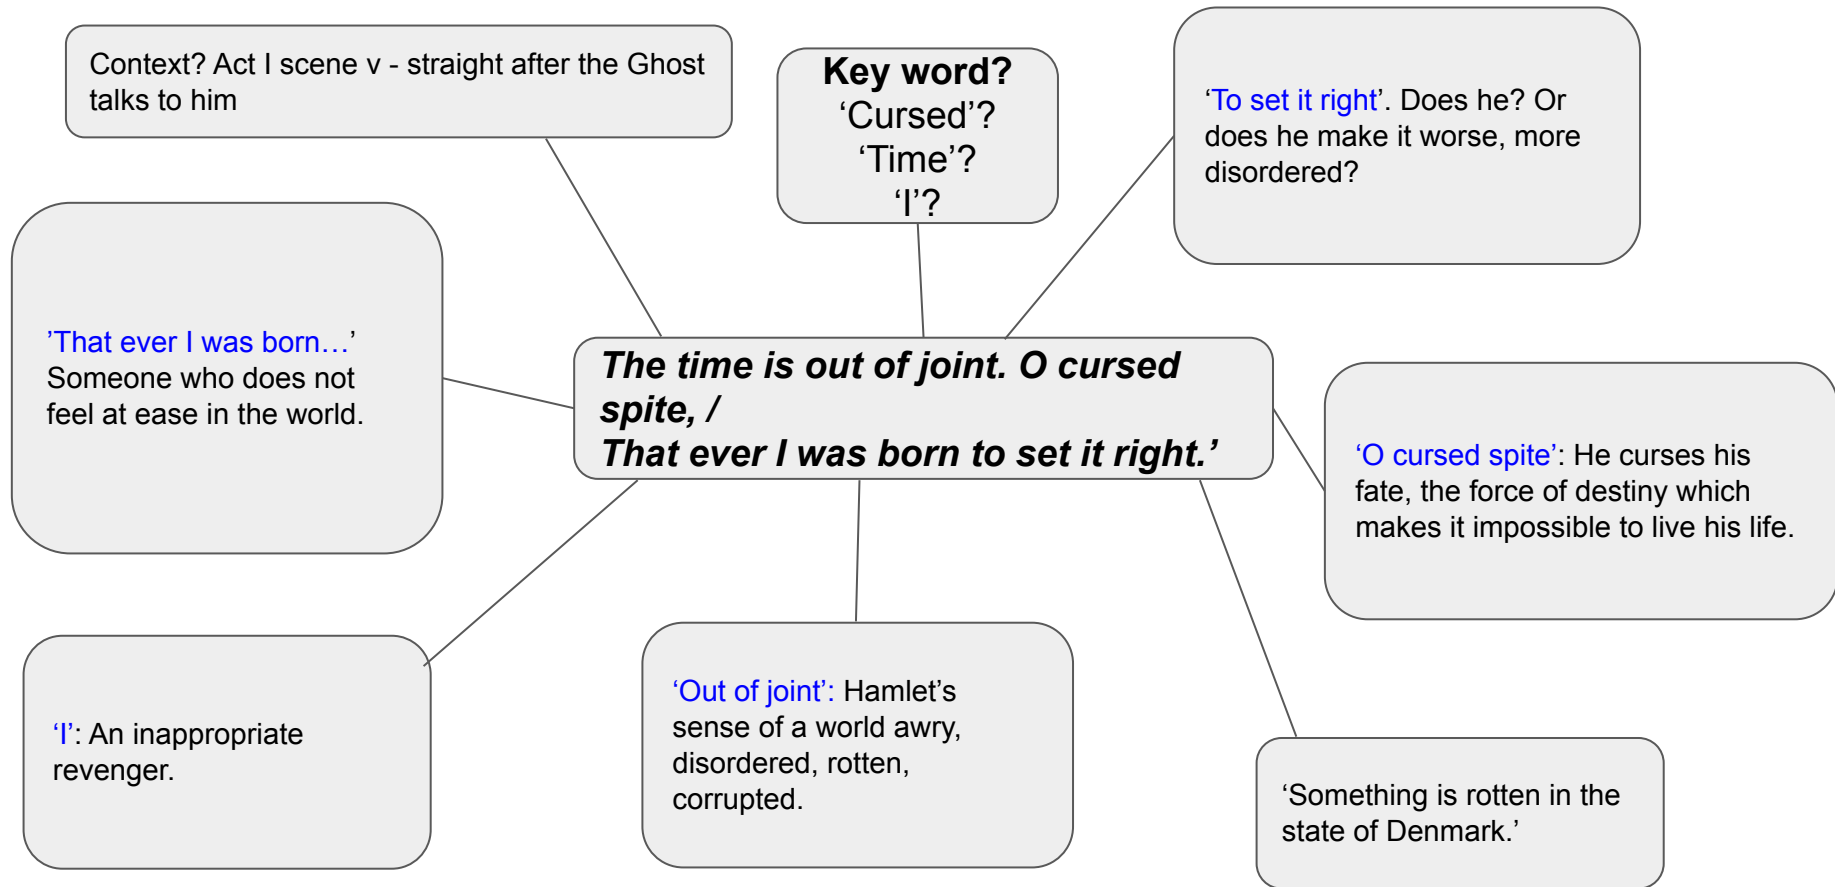 Context? Act I scene v - straight after the Ghost
talks to him
Key word?
‘Cursed’?
‘Time’?
‘I’?
‘To set it right’. Does he? Or
does he make it worse, more
disordered?
’That ever I was born…’
Someone who does not
feel at ease in the world.
The time is out of joint. O cursed
spite, /
That ever I was born to set it right.’
‘O cursed spite’: He curses his
fate, the force of destiny which
makes it impossible to live his life.
‘I’: An inappropriate
revenger.
‘Out of joint’: Hamlet’s
sense of a world awry,
disordered, rotten,
corrupted.
‘Something is rotten in the
state of Denmark.’